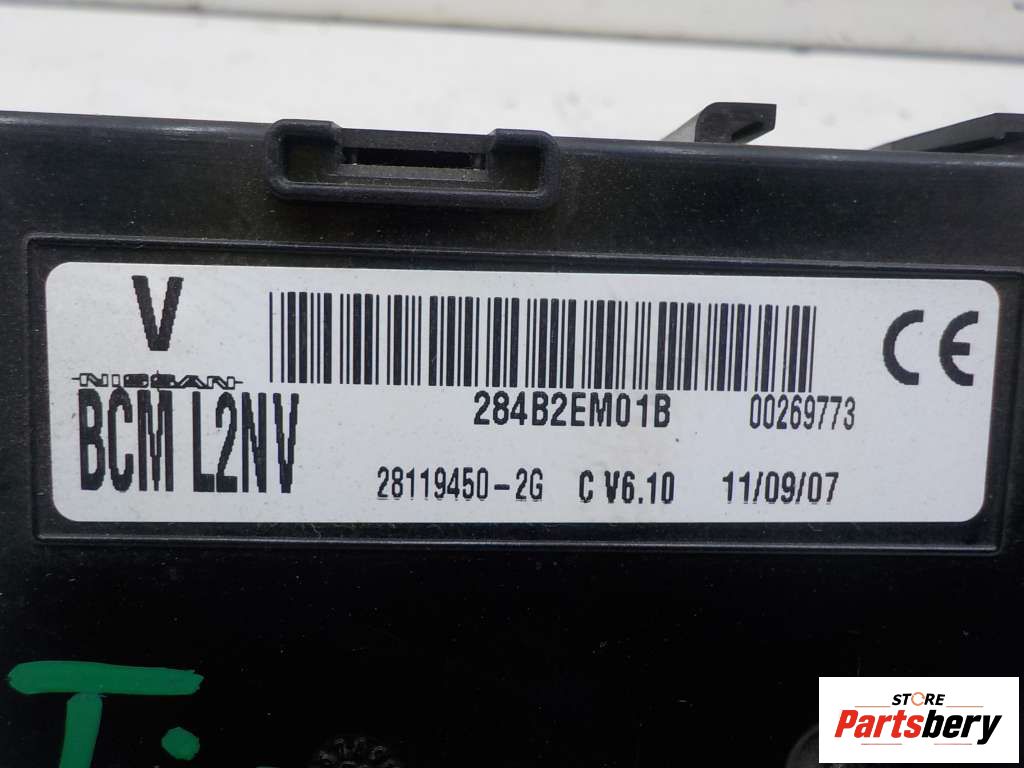 V
NISSAN
BCM L2NV
284B2EM01B 00269773
28119450-2G C V6.10 11/09/07
CE
T.
STORE
Partsbery